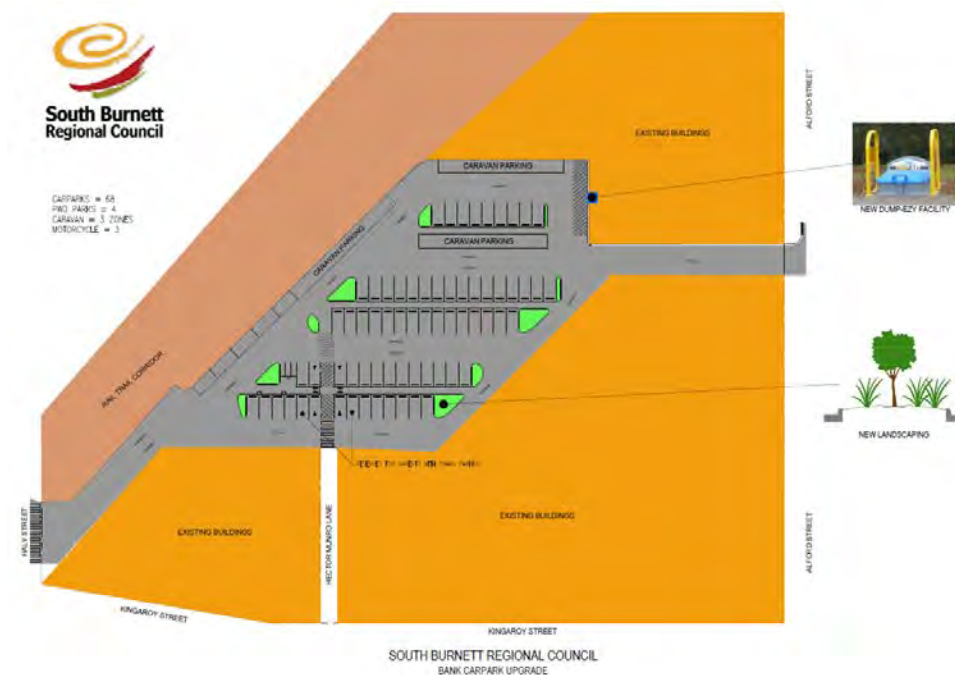 South Burnett
Regional Council
CARPARKS = 68
PWD PARKS = 4
CARAVAN = 3 ZONES
MOTORCYCLE = 3
EXISTING BUILDINGS
ALFORD STREET
CARAVAN PARKING
NEW DUMP-EZY FACILITY
CARAVAN PARKING
CARAVAN PARKING
RAIL TRAIL CORRIDOR
NEW LANDSCAPING
HALY STREET
EXISTING BUILDINGS
HECTOR MUNRO LANE
EXISTING BUILDINGS
ALFORD STREET
KINGAROY STREET
KINGAROY STREET
SOUTH BURNETT REGIONAL COUNCIL
BANK CARPARK UPGRADE